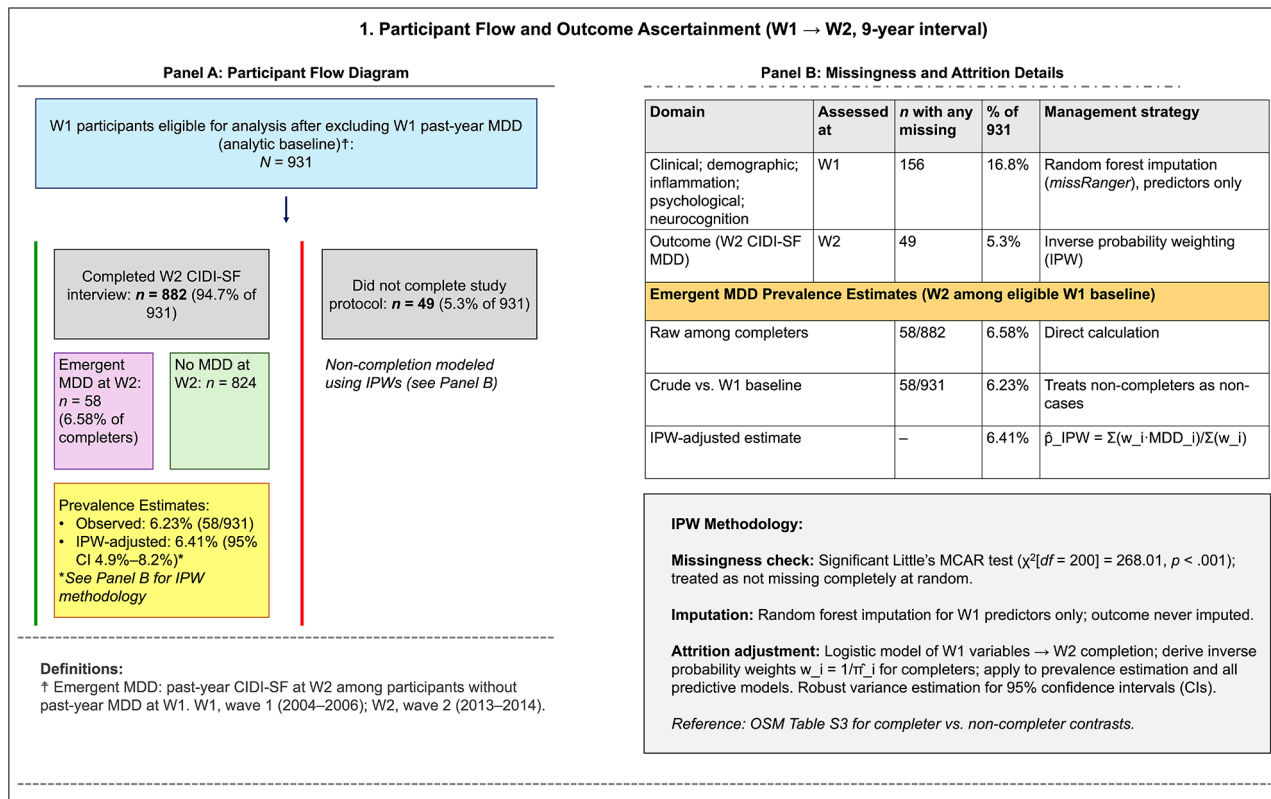 1. Participant Flow and Outcome Ascertainment (W1 → W2, 9-year interval)
Panel A: Participant Flow Diagram
W1 participants eligible for analysis after excluding W1 past-year MDD
(analytic baseline)☨:
N = 931
Completed W2 CIDI-SF
interview: n = 882 (94.7% of
931)
Did not complete study
protocol: n = 49 (5.3% of 931)
Emergent
MDD at W2:
n = 58
(6.58% of
completers)
No MDD at
W2: n = 824
Non-completion modeled
using IPWs (see Panel B)
Prevalence Estimates:
• Observed: 6.23% (58/931)
• IPW-adjusted: 6.41% (95%
CI 4.9%–8.2%)*
*See Panel B for IPW
methodology
Definitions:
☨ Emergent MDD: past-year CIDI-SF at W2 among participants without
past-year MDD at W1. W1, wave 1 (2004–2006); W2, wave 2 (2013–2014).
Panel B: Missingness and Attrition Details
Domain Assessed at n with any missing % of 931 Management strategy
Clinical; demographic; inflammation; psychological; neurocognition W1 156 16.8% Random forest imputation (missRanger), predictors only
Outcome (W2 CIDI-SF MDD) W2 49 5.3% Inverse probability weighting (IPW)
Emergent MDD Prevalence Estimates (W2 among eligible W1 baseline)
Raw among completers 58/882 6.58% Direct calculation
Crude vs. W1 baseline 58/931 6.23% Treats non-completers as non-cases
IPW-adjusted estimate – 6.41% p̂_IPW = Σ(w_i·MDD_i)/Σ(w_i)
IPW Methodology:
Missingness check: Significant Little's MCAR test (χ²[df = 200] = 268.01, p < .001);
treated as not missing completely at random.
Imputation: Random forest imputation for W1 predictors only; outcome never imputed.
Attrition adjustment: Logistic model of W1 variables → W2 completion; derive inverse
probability weights w_i = 1/π̂_i for completers; apply to prevalence estimation and all
predictive models. Robust variance estimation for 95% confidence intervals (CIs).
Reference: OSM Table S3 for completer vs. non-completer contrasts.